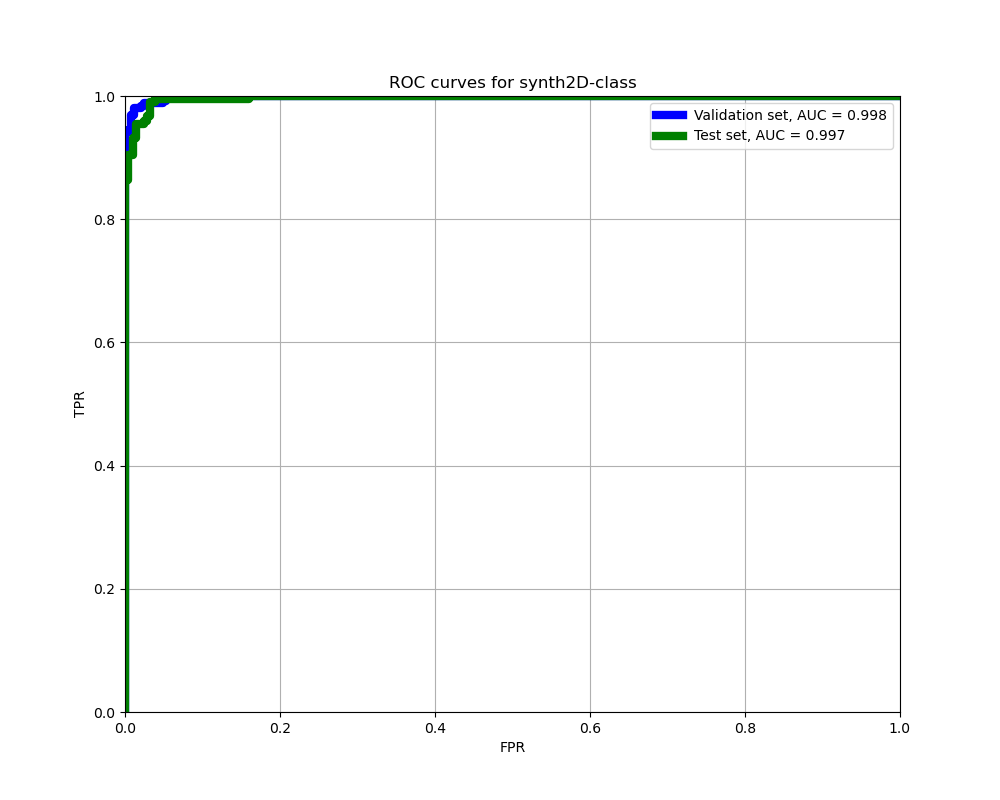 ROC curves for synth2D-class
Validation set, AUC = 0.998
Test set, AUC = 0.997
1.0
0.8
0.6
0.4
0.2
0.0
TPR
0.0 0.2 0.4 0.6 0.8 1.0
FPR